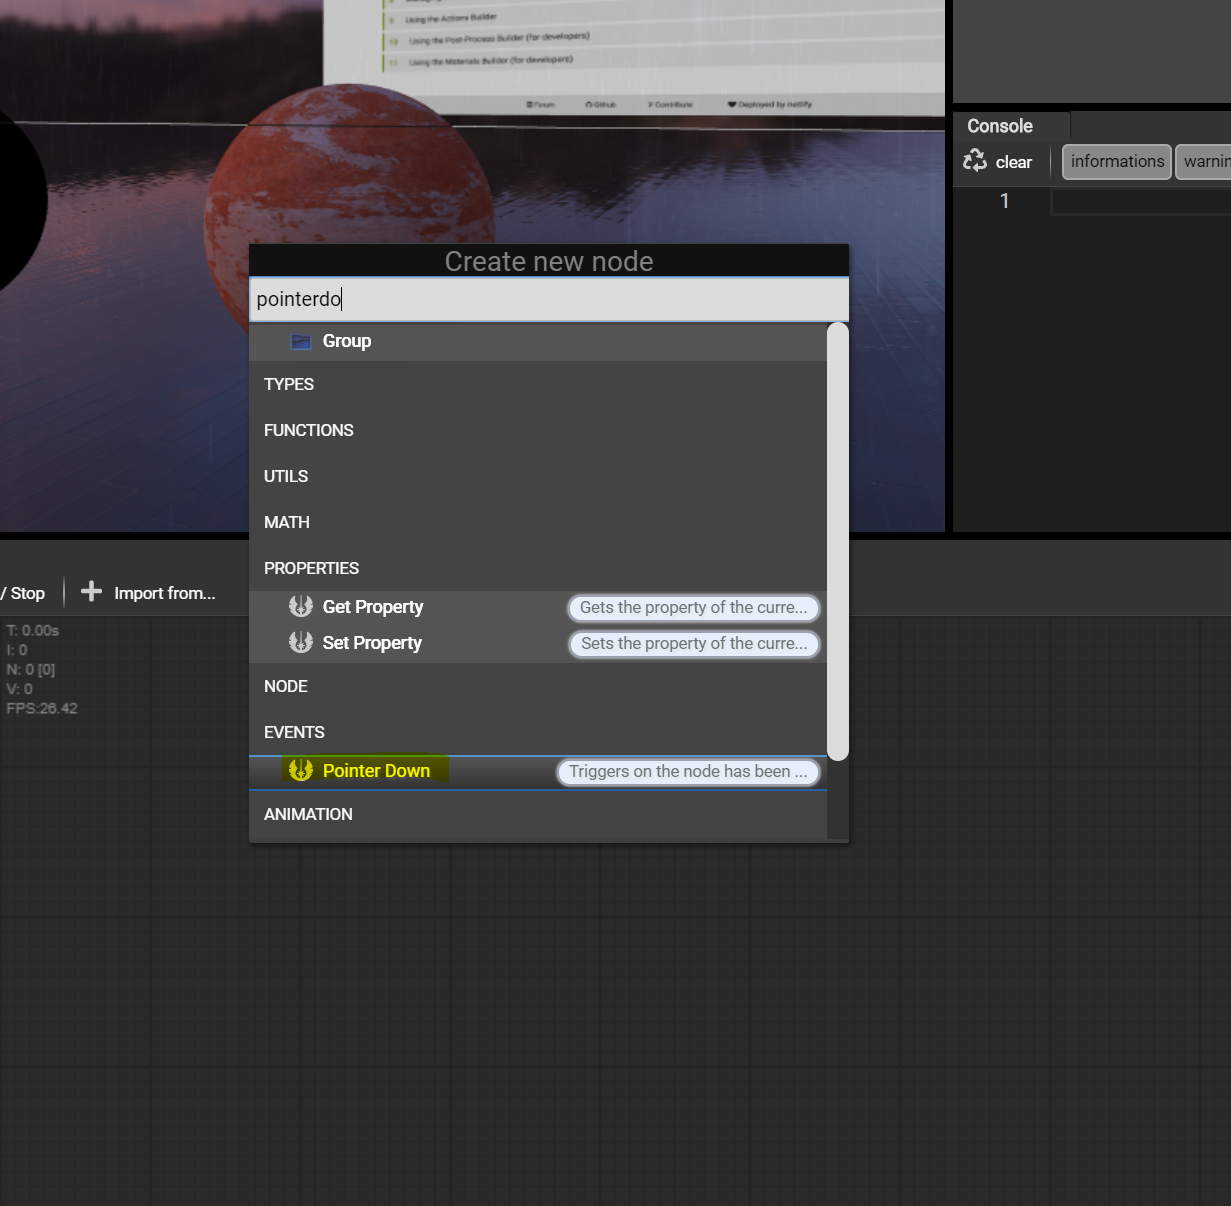 9 Using the Actions Builder
10 Using the Post-Process Builder (for developers)
11 Using the Materials Builder (for developers)
Forum Github Contribute Deployed by netlify
Console
clear informations warnin
1
Create new node
pointerdo
Group
TYPES
FUNCTIONS
UTILS
MATH
PROPERTIES
Get Property Gets the property of the curre...
Set Property Sets the property of the curre...
NODE
EVENTS
Pointer Down Triggers on the node has been ...
ANIMATION
/ Stop Import from...
T: 0.00s
I: 0
N: 0 [0]
V: 0
FPS:26.42